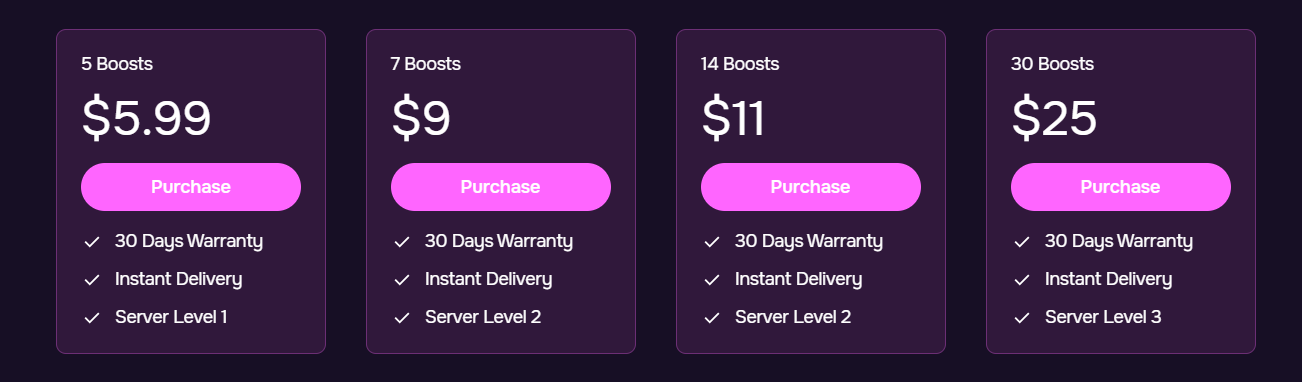 5 Boosts
$5.99
Purchase
30 Days Warranty
Instant Delivery
Server Level 1
7 Boosts
$9
Purchase
30 Days Warranty
Instant Delivery
Server Level 2
14 Boosts
$11
Purchase
30 Days Warranty
Instant Delivery
Server Level 2
30 Boosts
$25
Purchase
30 Days Warranty
Instant Delivery
Server Level 3